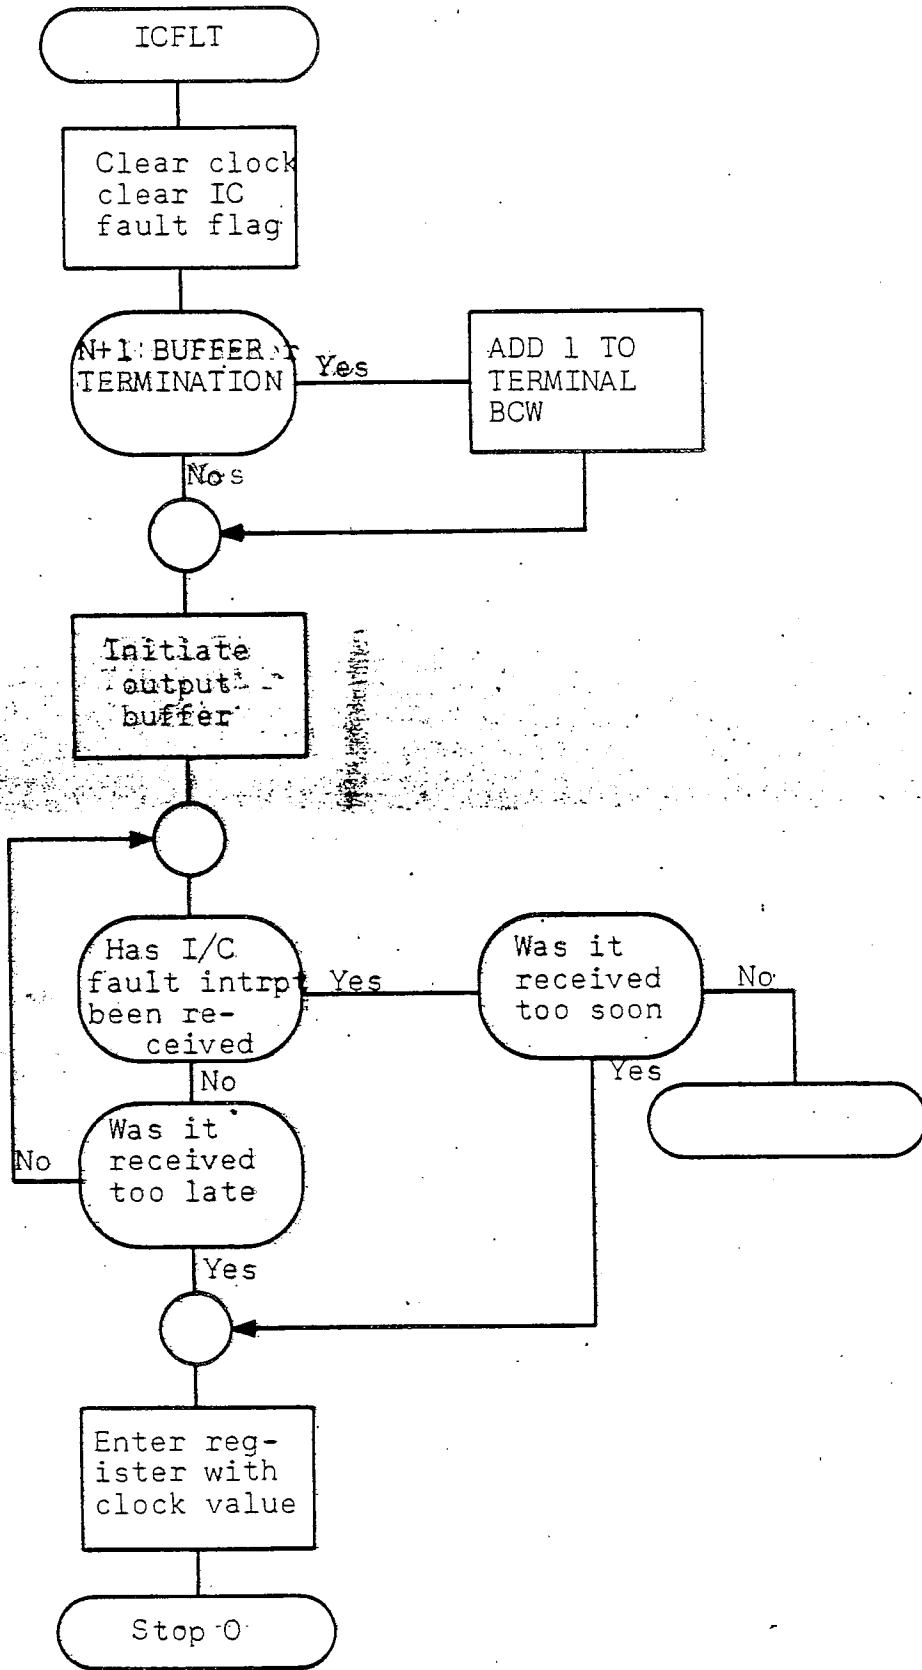 ICFLT
Clear clock
clear IC
fault flag
N+1 BUFFER
TERMINATION
Yes
ADD 1 TO
TERMINAL
BCW
No
Initiate
output
buffer
Has I/C
fault intrpt
been re-
ceived
Yes
Was it
received
too soon
No
Yes
No
Was it
received
too late
No
Yes
Enter reg-
ister with
clock value
Stop 0